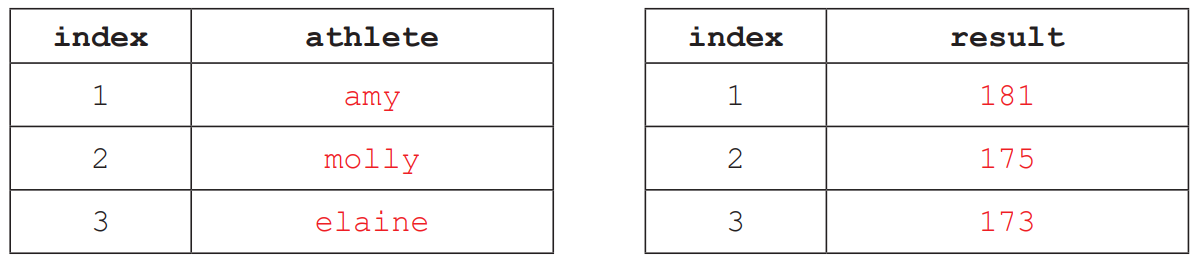 index athlete
1 amy
2 molly
3 elaine
index result
1 181
2 175
3 173